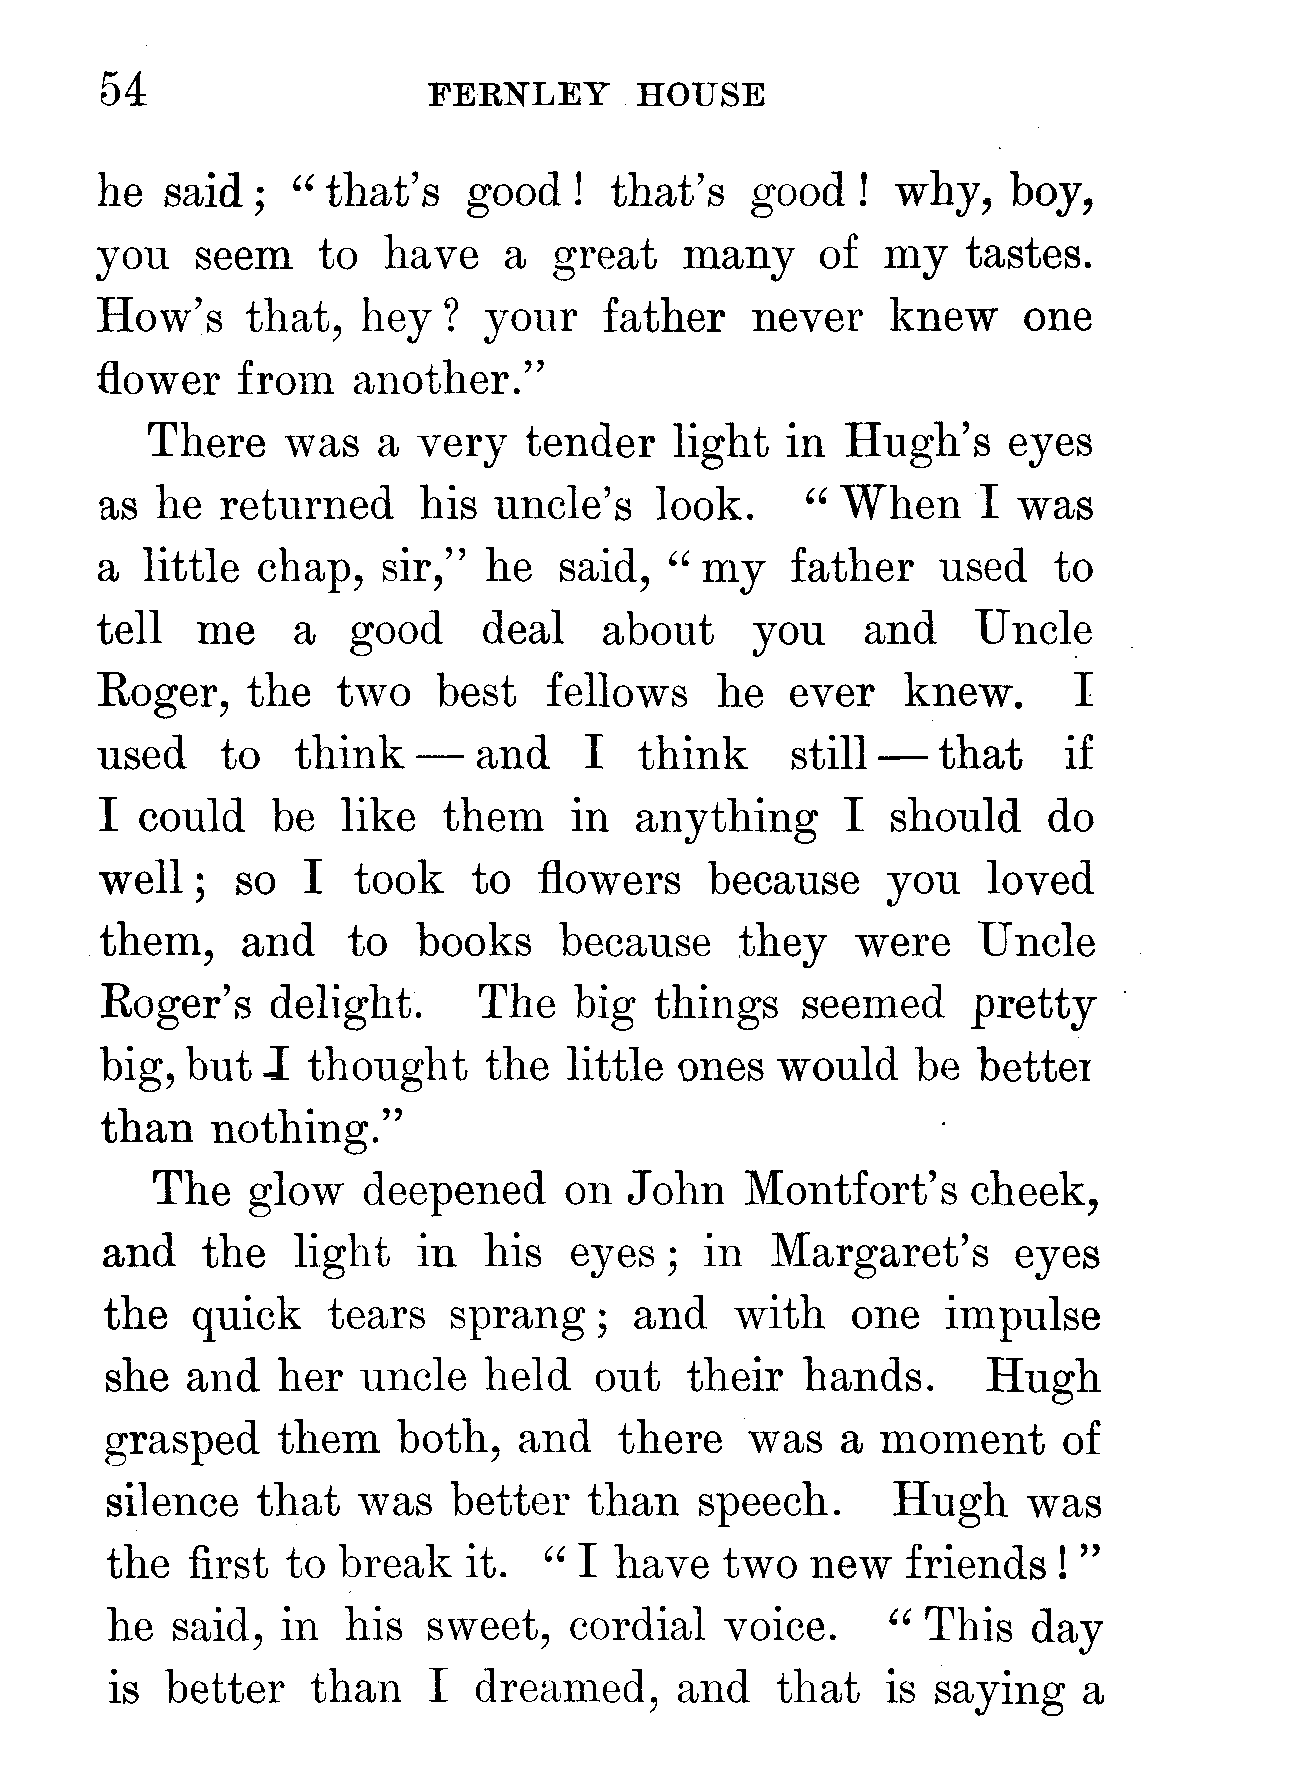 54 FERNLEY HOUSE
he said; "that's good! that's good! why, boy,
you seem to have a great many of my tastes.
How's that, hey? your father never knew one
flower from another."
There was a very tender light in Hugh's eyes
as he returned his uncle's look. "When I was
a little chap, sir," he said, "my father used to
tell me a good deal about you and Uncle
Roger, the two best fellows he ever knew. I
used to think — and I think still — that if
I could be like them in anything I should do
well; so I took to flowers because you loved
them, and to books because they were Uncle
Roger's delight. The big things seemed pretty
big, but I thought the little ones would be better
than nothing."
The glow deepened on John Montfort's cheek,
and the light in his eyes; in Margaret's eyes
the quick tears sprang; and with one impulse
she and her uncle held out their hands. Hugh
grasped them both, and there was a moment of
silence that was better than speech. Hugh was
the first to break it. "I have two new friends!"
he said, in his sweet, cordial voice. "This day
is better than I dreamed, and that is saying a